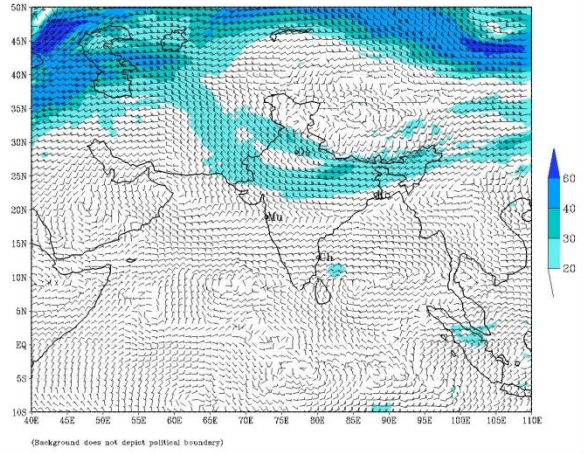 50N
45N
40N
35N
30N
25N
20N
15N
10N
5N
EQ
5S
10S
40E 45E 50E 55E 60E 65E 70E 75E 80E 85E 90E 95E 100E 105E 110E
Mu
Ch
60
40
30
20
(Background does not depict political boundary)